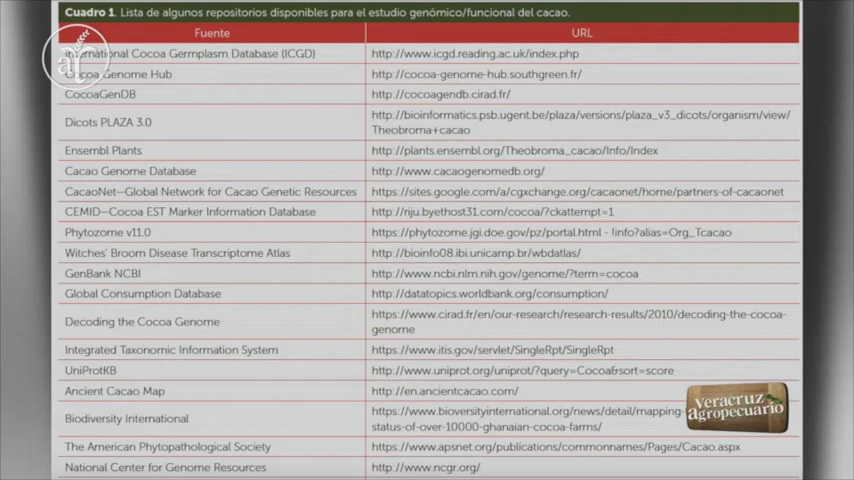 Cuadro 1. Lista de algunos repositorios disponibles para el estudio genómico/funcional del cacao.
Fuente URL
International Cocoa Germplasm Database (ICGD) http://www.icgd.reading.ac.uk/index.php
Cocoa Genome Hub http://cocoa-genome-hub.southgreen.fr/
CocoaGenDB http://cocoagendb.cirad.fr/
Dicots PLAZA 3.0 http://bioinformatics.psb.ugent.be/plaza/versions/plaza_v3_dicots/organism/view/
Theobroma+cacao
Ensembl Plants http://plants.ensembl.org/Theobroma_cacao/Info/Index
Cacao Genome Database http://www.cacaogenomedb.org/
CacaoNet—Global Network for Cacao Genetic Resources https://sites.google.com/a/cgxchange.org/cacaonet/home/partners-of-cacaonet
CEMID—Cocoa EST Marker Information Database http://riju.byethost31.com/cocoa/?ckattempt=1
Phytozome v11.0 https://phytozome.jgi.doe.gov/pz/portal.html - !info?alias=Org_Tcacao
Witches' Broom Disease Transcriptome Atlas http://bioinfo08.ibi.unicamp.br/wbdatlas/
GenBank NCBI http://www.ncbi.nlm.nih.gov/genome/?term=cocoa
Global Consumption Database http://datatopics.worldbank.org/consumption/
Decoding the Cocoa Genome https://www.cirad.fr/en/our-research/research-results/2010/decoding-the-cocoa-
genome
Integrated Taxonomic Information System https://www.itis.gov/servlet/SingleRpt/SingleRpt
UniProtKB http://www.uniprot.org/uniprot/?query=Cocoa&sort=score
Ancient Cacao Map http://en.ancientcacao.com/
Biodiversity International https://www.bioversityinternational.org/news/detail/mapping-
status-of-over-10000-ghanaian-cocoa-farms/
The American Phytopathological Society https://www.apsnet.org/publications/commonnames/Pages/Cacao.aspx
National Center for Genome Resources http://www.ncgr.org/
ar
Veracruz
agropecuario